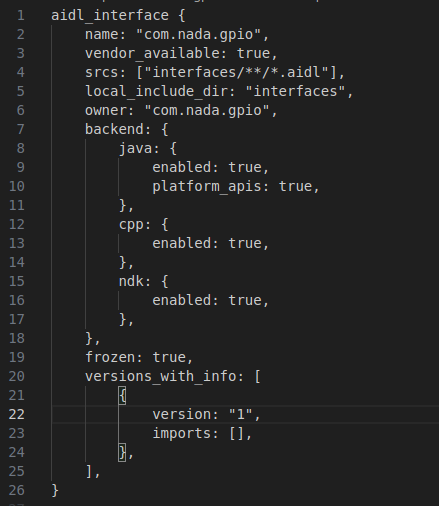 1 aidl_interface {
2 name: "com.nada.gpio",
3 vendor_available: true,
4 srcs: ["interfaces/**/*.aidl"],
5 local_include_dir: "interfaces",
6 owner: "com.nada.gpio",
7 backend: {
8 java: {
9 enabled: true,
10 platform_apis: true,
11 },
12 cpp: {
13 enabled: true,
14 },
15 ndk: {
16 enabled: true,
17 },
18 },
19 frozen: true,
20 versions_with_info: [
21 {
22 version: "1",
23 imports: [],
24 },
25 ],
26 }